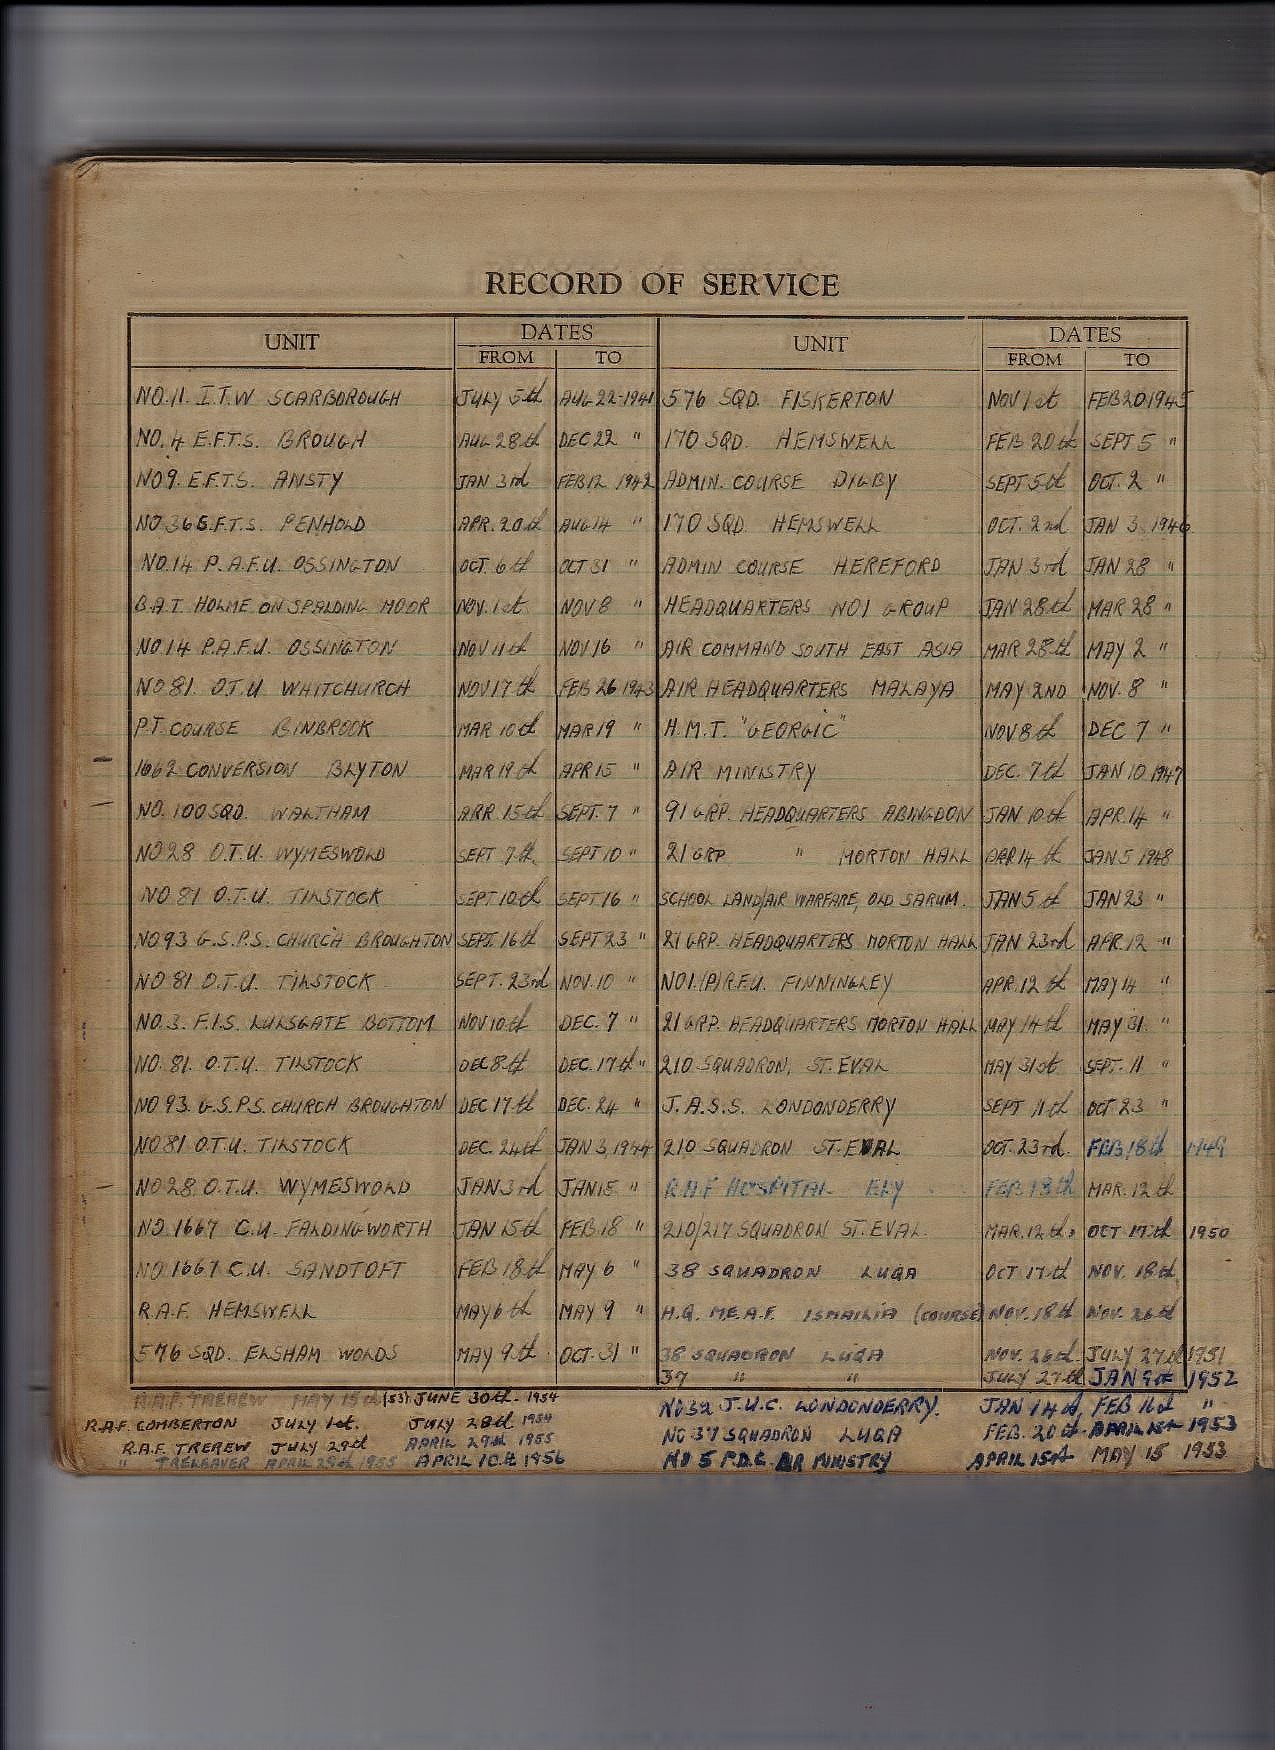 RECORD OF SERVICE
UNIT DATES UNIT DATES
FROM TO FROM TO
NO.11. I.T.W SCARBOROUGH JULY 5th AUG 22-1941
NO.4 E.F.T.S. BROUGH AUG 28th DEC 22 "
NO9. E.F.T.S. ANSTY JAN 3rd FEB 12 1942
NO.36 S.F.T.S. PENHOLD APR. 20th AUG 14 "
NO.14 P.A.F.U. OSSINGTON OCT. 6th OCT 31 "
B.A.T. HOLME ON SPALDING MOOR NOV. 1st NOV 8 "
NO14 P.A.F.U. OSSINGTON NOV 11th NOV 16 "
NO 81. O.T.U WHITCHURCH NOV 17th FEB 26 1943
P.T. COURSE BINBROOK MAR 10th MAR 19 "
1662 CONVERSION BLYTON MAR 19th APR 15 "
NO. 100 SQD. WALTHAM APR. 15th SEPT. 7 "
NO28 O.T.U. WYMESWOLD SEPT 7th. SEPT 10 "
NO 81 O.T.U. TILSTOCK SEPT 10th SEPT 16 "
NO 93 G.S.P.S. CHURCH BROUGHTON SEPT. 16th SEPT 23 "
NO 81 O.T.U. TILSTOCK SEPT. 23rd NOV. 10 "
NO. 3. F.I.S. LULSGATE BOTTOM NOV 10th DEC. 7 "
NO. 81. O.T.U. TILSTOCK DEC 8th DEC. 17th "
NO 93. G.S.P.S. CHURCH BROUGHTON DEC 17th DEC. 24 "
NO 81 O.T.U. TILSTOCK DEC. 24th JAN 3, 1944
NO 28. O.T.U. WYMESWOLD JAN 3rd JAN 15 "
NO. 1667 C.U. FALDINGWORTH JAN 15th FEB 18 "
NO. 1667 C.U. SANDTOFT FEB 18th MAY 6 "
R.A.F. HEMSWELL MAY 6th MAY 9 "
576 SQD. ELSHAM WOLDS MAY 9th. OCT. 31 "
R.A.F. TREREW MAY 15th (53) JUNE 30th. 1954
R.A.F. COMBERTON JULY 1st. JULY 28th 1954
R.A.F. TREREW JULY 29th APRIL 29th 1955
" TRELEAVER APRIL 29th 1955 APRIL 10th 1956
576 SQD. FISKERTON NOV 1st FEB 20 1945
170 SQD. HEMSWELL FEB 20th SEPT 5 "
ADMIN. COURSE DIGBY SEPT 5th OCT. 2 "
170 SQD. HEMSWELL OCT. 2nd JAN 3. 1946
ADMIN COURSE HEREFORD JAN 3rd JAN 28 "
HEADQUARTERS NO1 GROUP JAN 28th MAR 28 "
AIR COMMAND SOUTH EAST ASIA MAR 28th MAY 2 "
AIR HEADQUARTERS MALAYA MAY 2ND NOV. 8 "
H.M.T. "GEORGIC" NOV 8th DEC 7 "
AIR MINISTRY DEC. 7th JAN 10 1947
91 GRP. HEADQUARTERS ABINGDON JAN 10th APR. 14 "
21 GRP " MORTON HALL APR 14th JAN 5 1948
SCHOOL LAND/AIR WARFARE, OLD SARUM. JAN 5th JAN 23 "
21 GRP. HEADQUARTERS MORTON HALL JAN 23rd APR. 12 "
NO1.(P)R.F.U. FINNINGLEY APR. 12th MAY 14 "
21 GRP. HEADQUARTERS MORTON HALL MAY 14th MAY 31. "
210 SQUADRON, ST. EVAL MAY 31st SEPT. 11 "
J.A.S.S. LONDONDERRY SEPT 11th OCT 23 "
210 SQUADRON ST. EVAL OCT. 23rd. FEB. 18th 1949
R.A.F HOSPITAL ELY FEB 18th MAR. 12th
210/217 SQUADRON ST. EVAL. MAR. 12th. OCT 17th 1950
38 SQUADRON LUQA OCT 17th NOV. 18th
H.Q. M.E.A.F. ISMAILIA (COURSE) NOV. 18th NOV. 26th
38 SQUADRON LUQA NOV. 26th JULY 27th 1951
37 " " JULY 27th JAN 9th 1952
NO32 J.U.C. LONDONDERRY. JAN 14th FEB 16th "
NO 37 SQUADRON LUQA FEB. 20th. APRIL 15th 1953
NO 5 P.D.C. AIR MINISTRY APRIL 15th MAY 15 1953